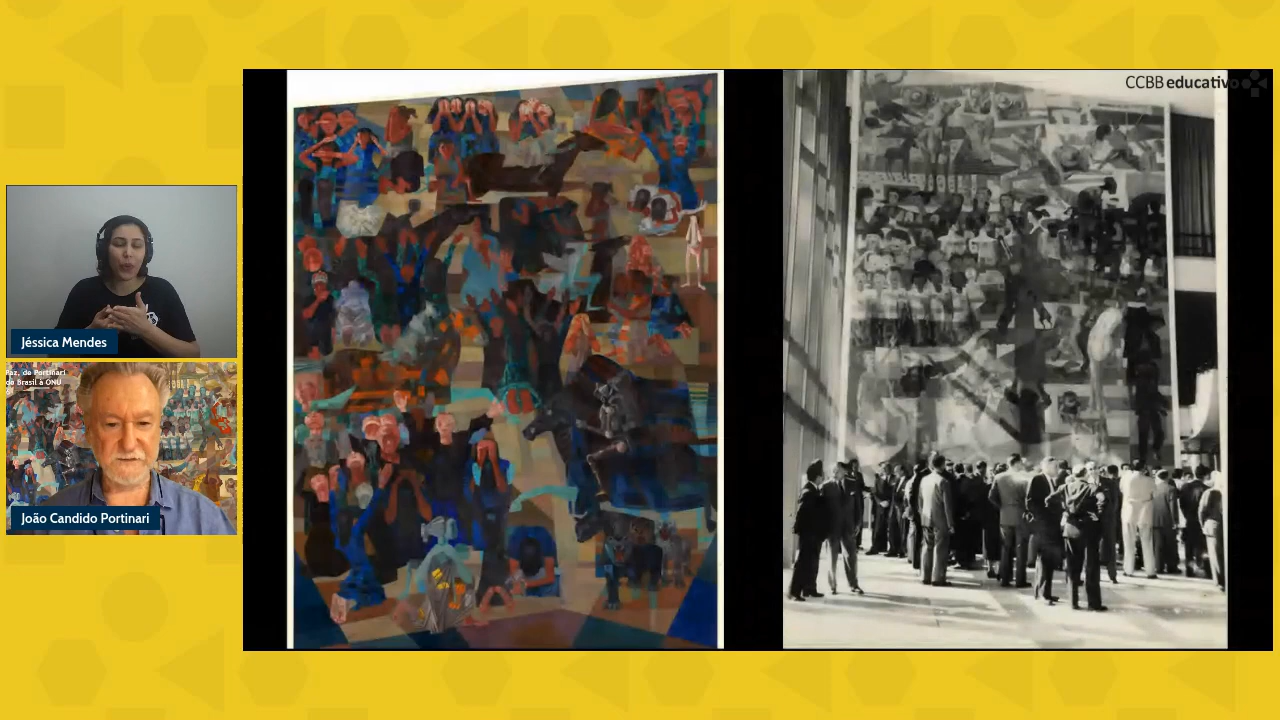 CCBB educativo
Jéssica Mendes
Paz, de Portinari
do Brasil à ONU
João Candido Portinari